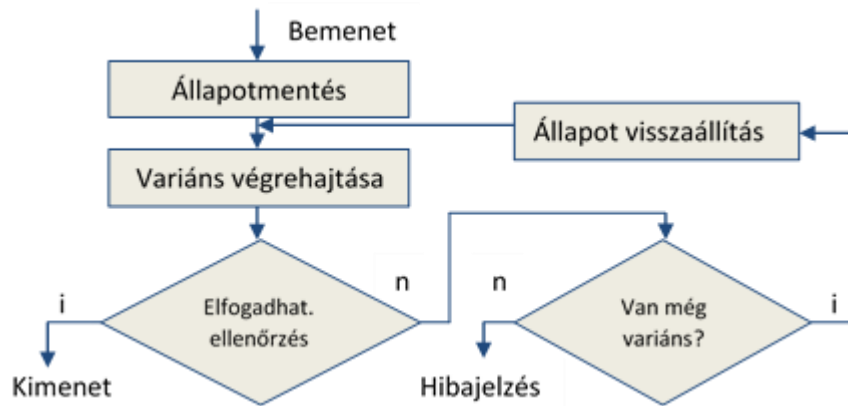 Bemenet
Állapotmentés
Állapot visszaállítás
Variáns végrehajtása
i
Elfogadhat.
ellenőrzés
n
n
Van még
variáns?
i
Kimenet
Hibajelzés